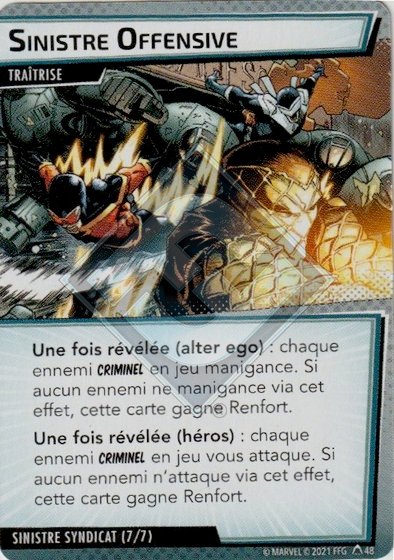 SINISTRE OFFENSIVE
TRAÎTRISE
Une fois révélée (alter ego) : chaque
ennemi CRIMINEL en jeu manigance. Si
aucun ennemi ne manigance via cet
effet, cette carte gagne Renfort.
Une fois révélée (héros) : chaque
ennemi CRIMINEL en jeu vous attaque. Si
aucun ennemi n'attaque via cet effet,
cette carte gagne Renfort.
SINISTRE SYNDICAT (7/7)
© MARVEL © 2021 FFG 48